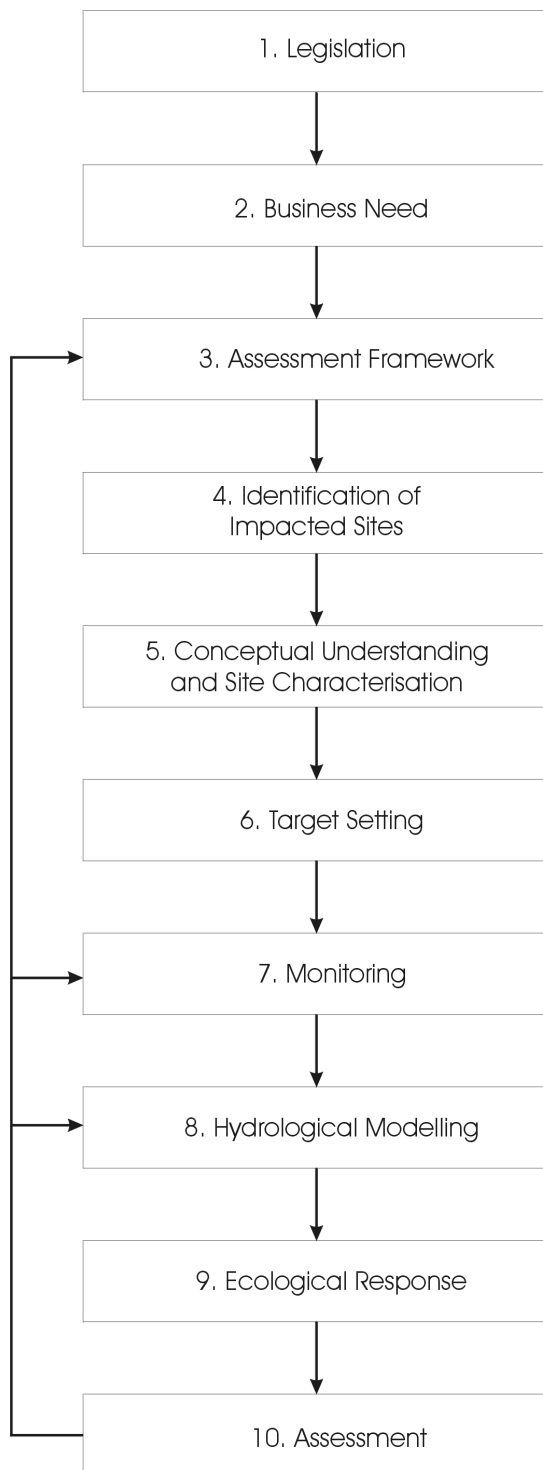 1. Legislation
2. Business Need
3. Assessment Framework
4. Identification of
Impacted Sites
5. Conceptual Understanding
and Site Characterisation
6. Target Setting
7. Monitoring
8. Hydrological Modelling
9. Ecological Response
10. Assessment